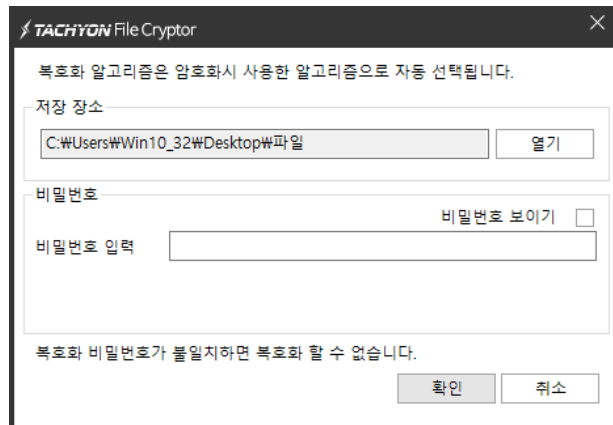 TACHYON File Cryptor
복호화 알고리즘은 암호화시 사용한 알고리즘으로 자동 선택됩니다.
저장 장소
C:₩Users₩Win10_32₩Desktop₩파일
열기
비밀번호
비밀번호 보이기
비밀번호 입력
복호화 비밀번호가 불일치하면 복호화 할 수 없습니다.
확인
취소